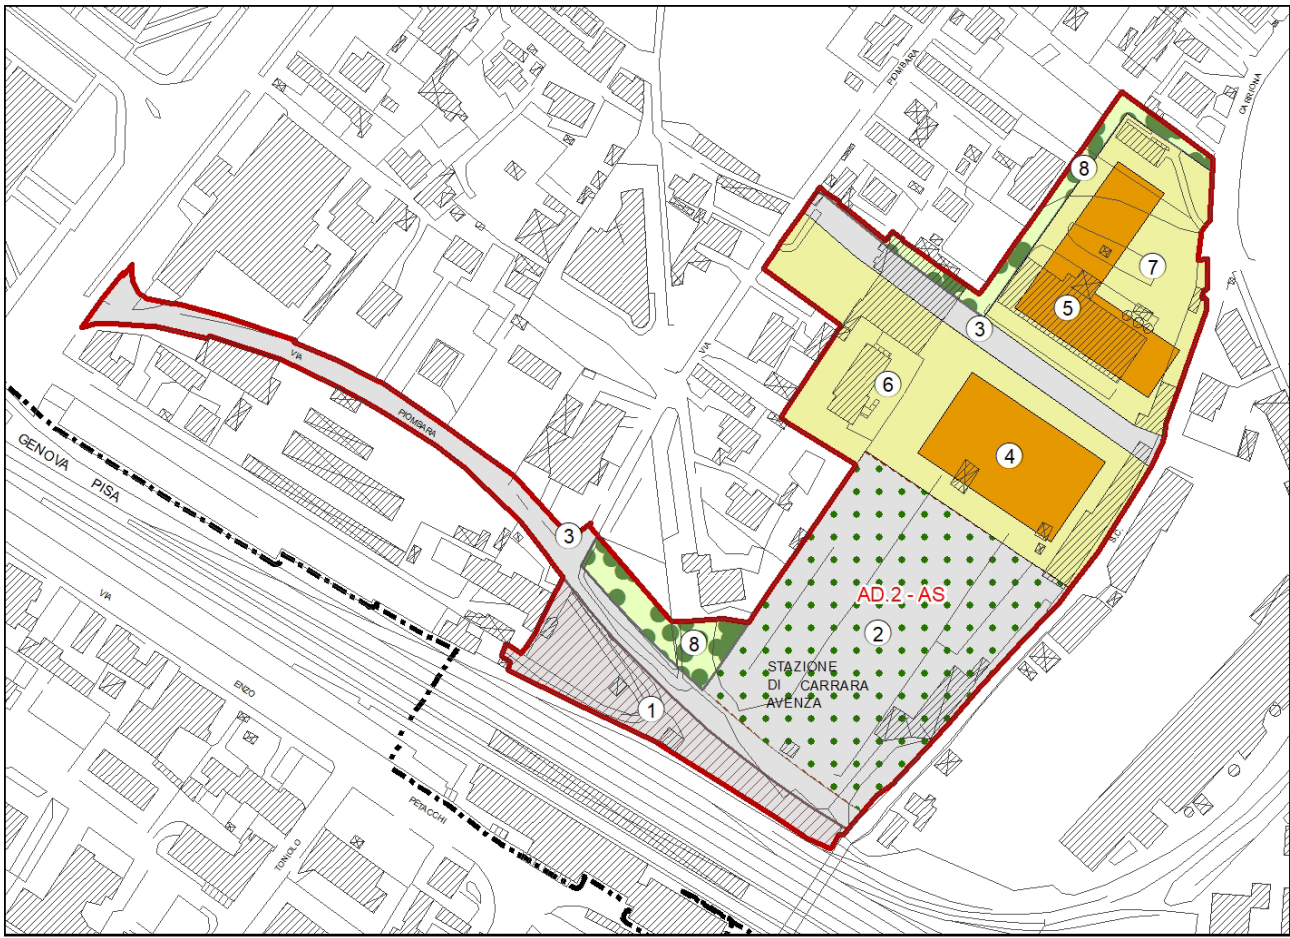 PIOMBARA
CARRIONA
8
7
5
3
VIA
VIA
6
PIOMBARA
4
GENOVA
PISA
3
S.C.
AD.2 - AS
VIA
2
8
STAZIONE
DI CARRARA
AVENZA
ENZO
1
PETACCHI
TONIOLO